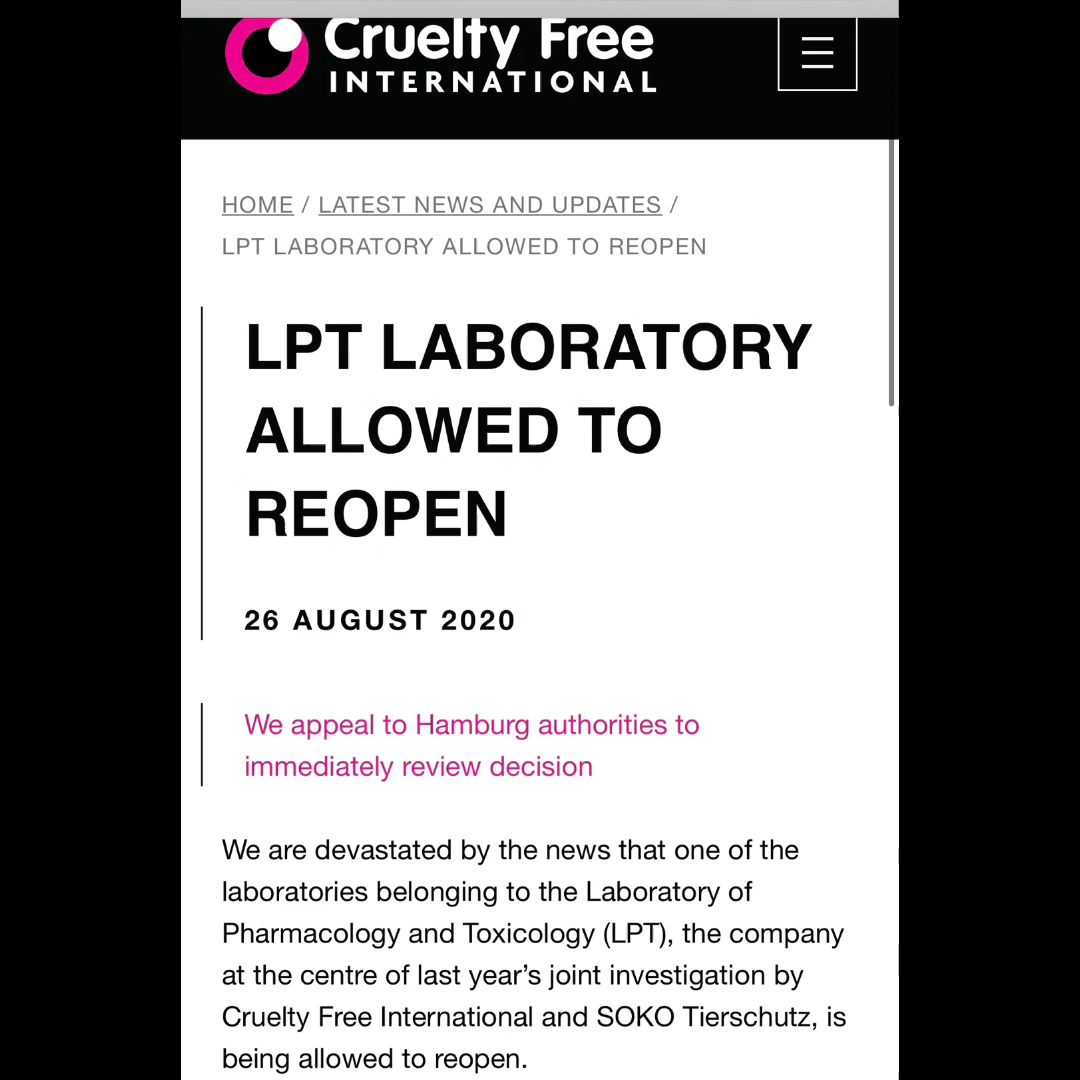 Cruelty Free
INTERNATIONAL
HOME / LATEST NEWS AND UPDATES /
LPT LABORATORY ALLOWED TO REOPEN
LPT LABORATORY
ALLOWED TO
REOPEN
26 AUGUST 2020
We appeal to Hamburg authorities to
immediately review decision
We are devastated by the news that one of the
laboratories belonging to the Laboratory of
Pharmacology and Toxicology (LPT), the company
at the centre of last year’s joint investigation by
Cruelty Free International and SOKO Tierschutz, is
being allowed to reopen.